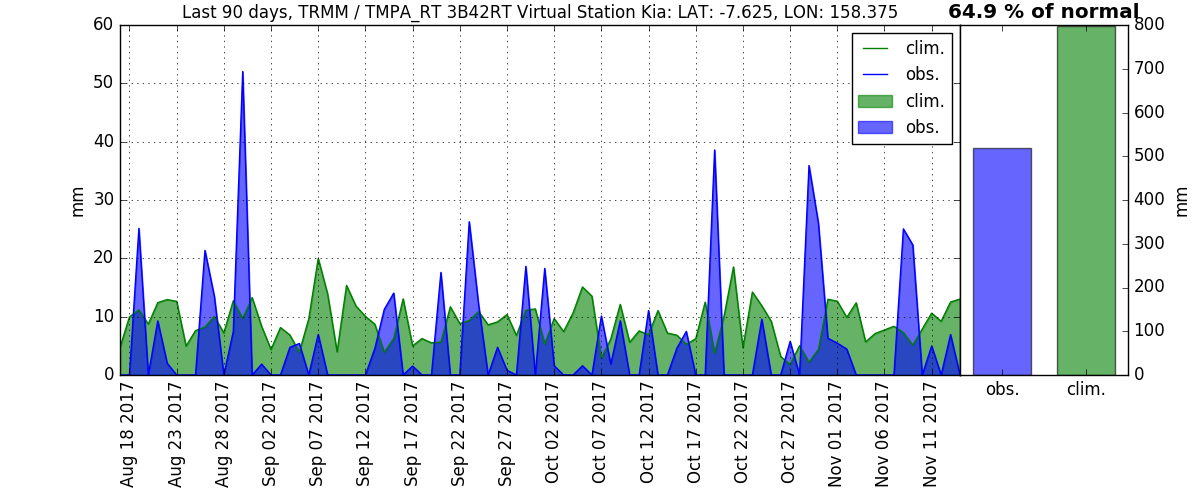 Last 90 days, TRMM / TMPA_RT 3B42RT Virtual Station Kia: LAT: -7.625, LON: 158.375
64.9 % of normal
60
50
40
30
20
10
0
mm
clim.
obs.
clim.
obs.
800
700
600
500
400
300
200
100
0
mm
obs.
clim.
Aug 18 2017
Aug 23 2017
Aug 28 2017
Sep 02 2017
Sep 07 2017
Sep 12 2017
Sep 17 2017
Sep 22 2017
Sep 27 2017
Oct 02 2017
Oct 07 2017
Oct 12 2017
Oct 17 2017
Oct 22 2017
Oct 27 2017
Nov 01 2017
Nov 06 2017
Nov 11 2017